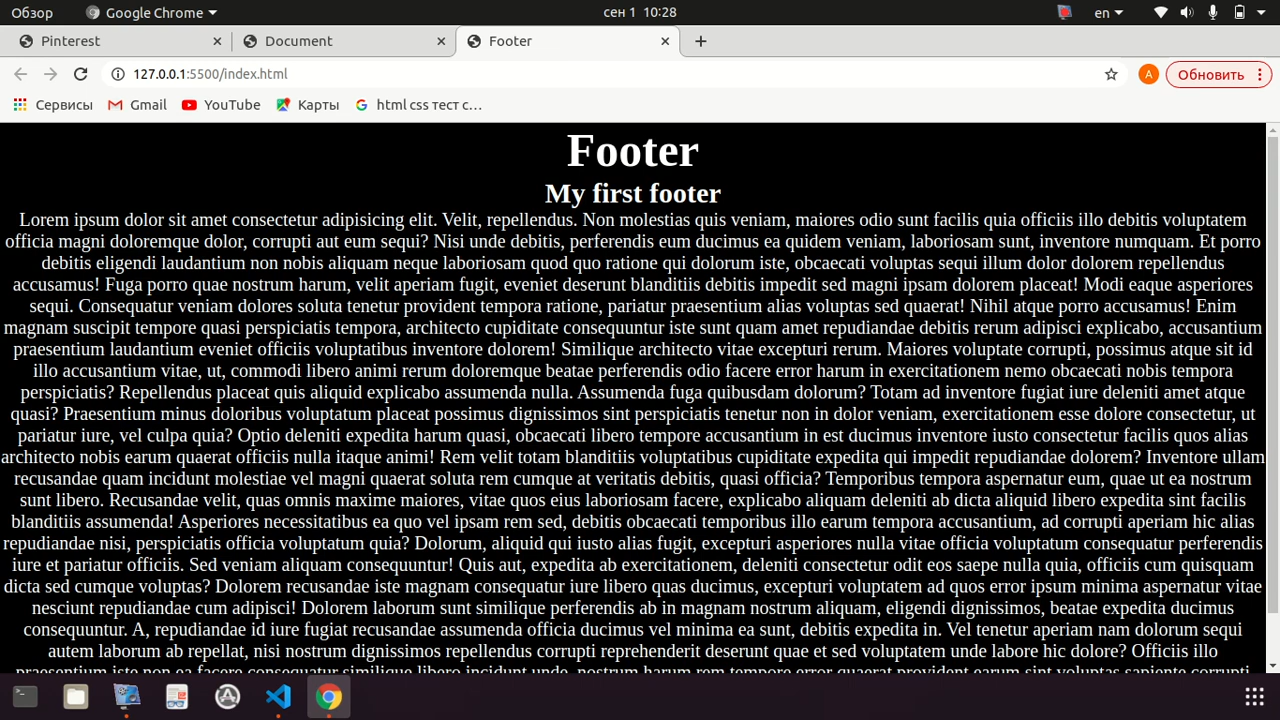 Обзор Google Chrome сен 1 10:28 en
Pinterest Document Footer
127.0.0.1:5500/index.html A Обновить
Сервисы Gmail YouTube Карты html css тест с...
Footer
My first footer
Lorem ipsum dolor sit amet consectetur adipisicing elit. Velit, repellendus. Non molestias quis veniam, maiores odio sunt facilis quia officiis illo debitis voluptatem
officia magni doloremque dolor, corrupti aut eum sequi? Nisi unde debitis, perferendis eum ducimus ea quidem veniam, laboriosam sunt, inventore numquam. Et porro
debitis eligendi laudantium non nobis aliquam neque laboriosam quod quo ratione qui dolorum iste, obcaecati voluptas sequi illum dolor dolorem repellendus
accusamus! Fuga porro quae nostrum harum, velit aperiam fugit, eveniet deserunt blanditiis debitis impedit sed magni ipsam dolorem placeat! Modi eaque asperiores
sequi. Consequatur veniam dolores soluta tenetur provident tempora ratione, pariatur praesentium alias voluptas sed quaerat! Nihil atque porro accusamus! Enim
magnam suscipit tempore quasi perspiciatis tempora, architecto cupiditate consequuntur iste sunt quam amet repudiandae debitis rerum adipisci explicabo, accusantium
praesentium laudantium eveniet officiis voluptatibus inventore dolorem! Similique architecto vitae excepturi rerum. Maiores voluptate corrupti, possimus atque sit id
illo accusantium vitae, ut, commodi libero animi rerum doloremque beatae perferendis odio facere error harum in exercitationem nemo obcaecati nobis tempora
perspiciatis? Repellendus placeat quis aliquid explicabo assumenda nulla. Assumenda fuga quibusdam dolorum? Totam ad inventore fugiat iure deleniti amet atque
quasi? Praesentium minus doloribus voluptatum placeat possimus dignissimos sint perspiciatis tenetur non in dolor veniam, exercitationem esse dolore consectetur, ut
pariatur iure, vel culpa quia? Optio deleniti expedita harum quasi, obcaecati libero tempore accusantium in est ducimus inventore iusto consectetur facilis quos alias
architecto nobis earum quaerat officiis nulla itaque animi! Rem velit totam blanditiis voluptatibus cupiditate expedita qui impedit repudiandae dolorem? Inventore ullam
recusandae quam incidunt molestiae vel magni quaerat soluta rem cumque at veritatis debitis, quasi officia? Temporibus tempora aspernatur eum, quae ut ea nostrum
sunt libero. Recusandae velit, quas omnis maxime maiores, vitae quos eius laboriosam facere, explicabo aliquam deleniti ab dicta aliquid libero expedita sint facilis
blanditiis assumenda! Asperiores necessitatibus ea quo vel ipsam rem sed, debitis obcaecati temporibus illo earum tempora accusantium, ad corrupti aperiam hic alias
repudiandae nisi, perspiciatis officia voluptatum quia? Dolorum, aliquid qui iusto alias fugit, excepturi asperiores nulla vitae officia voluptatum consequatur perferendis
iure et pariatur officiis. Sed veniam aliquam consequuntur! Quis aut, expedita ab exercitationem, deleniti consectetur odit eos saepe nulla quia, officiis cum quisquam
dicta sed cumque voluptas? Dolorem recusandae iste magnam consequatur iure libero quas ducimus, excepturi voluptatem ad quos error ipsum minima aspernatur vitae
nesciunt repudiandae cum adipisci! Dolorem laborum sunt similique perferendis ab in magnam nostrum aliquam, eligendi dignissimos, beatae expedita ducimus
consequuntur. A, repudiandae id iure fugiat recusandae assumenda officia ducimus vel minima ea sunt, debitis expedita in. Vel tenetur aperiam nam dolorum sequi
autem laborum ab repellat, nisi nostrum dignissimos repellendus corrupti reprehenderit deserunt quae et sed voluptatem unde labore hic dolore? Officiis illo
praesentium iste non ea facere consequatur similique libero incidunt unde, nostrum harum rem tempore error quaerat provident earum sint voluptas sapiente corrupti